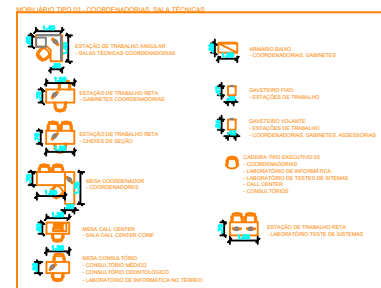 MOBILIÁRIO TIPO 03 - COORDENADORIAS, SALA TÉCNICAS
ESTAÇÃO DE TRABALHO ANGULAR
- SALAS TÉCNICAS COORDENADORIAS
ESTAÇÃO DE TRABALHO RETA
- GABINETES COORDENADORIAS
ESTAÇÃO DE TRABALHO RETA
- CHEFES DE SEÇÃO
MESA COORDENADOR
- COORDENADORES
MESA CALL CENTER
- SALA CALL CENTER CCINF
MESA CONSULTÓRIO
- CONSULTÓRIO MÉDICO
- CONSULTÓRIO ODONTOLÓGICO
- LABORATÓRIO DE INFORMÁTICA NO TÉRREO
ARMÁRIO BAIXO
- COORDENADORIAS, GABINETES
GAVETEIRO FIXO
- ESTAÇÕES DE TRABALHO
GAVETEIRO VOLANTE
- ESTAÇÕES DE TRABALHO
- COORDENADORIAS, GABINETES, ASSESSORIAS
CADEIRA TIPO EXECUTIVO 03
- COORDENADORIAS
- LABORATÓRIO DE INFORMÁTICA
- LABORATÓRIO DE TESTES DE SITEMAS
- CALL CENTER
- CONSULTÓRIOS
ESTAÇÃO DE TRABALHO RETA
- LABORATÓRIO TESTE DE SISTEMAS